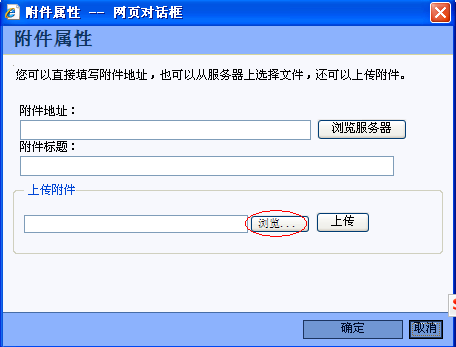 附件属性 -- 网页对话框
附件属性
您可以直接填写附件地址，也可以从服务器上选择文件，还可以上传附件。
附件地址：
浏览服务器
附件标题：
上传附件
浏览...
上传
确定
取消